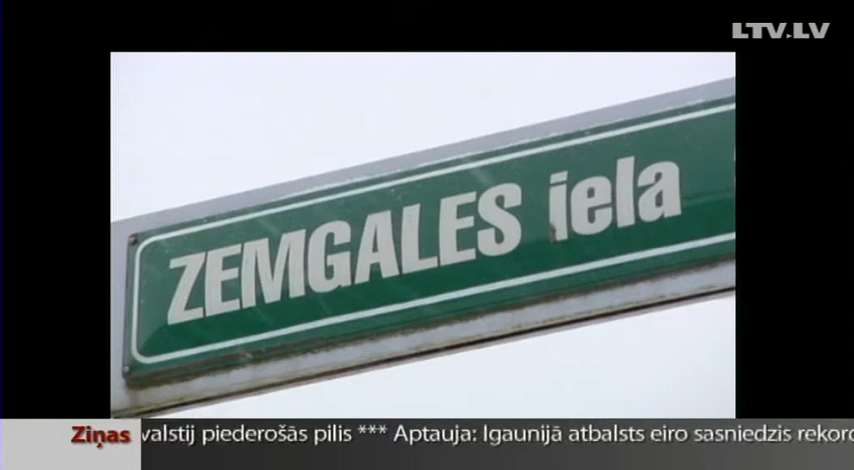 LTV.LV
ZEMGALES iela
Ziņas valstij piederošās pilis *** Aptauja: Igaunijā atbalsts eiro sasniedzis